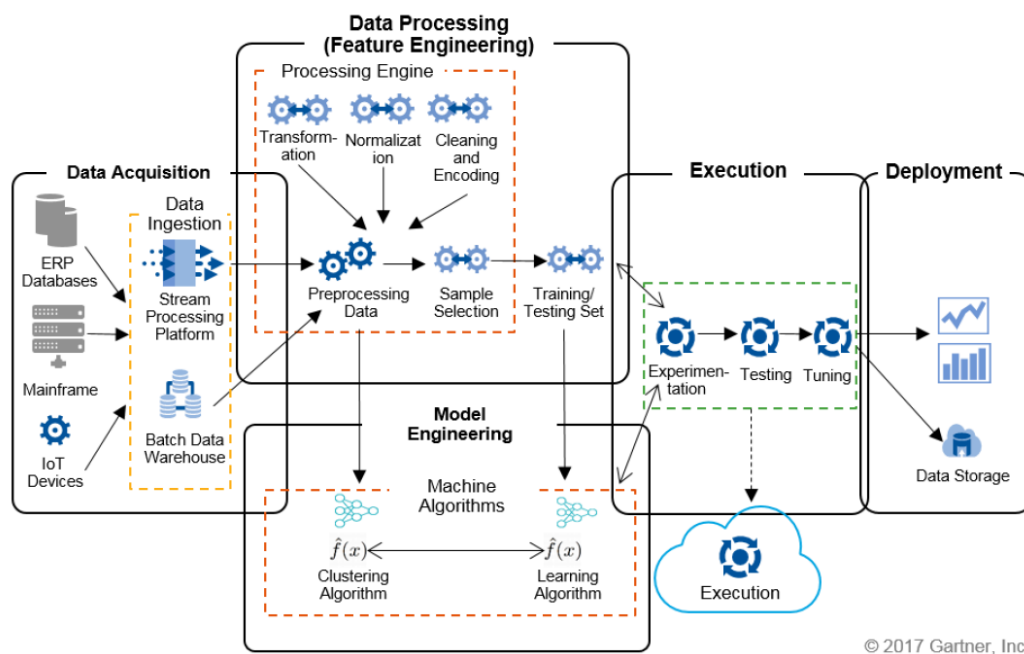 Data Processing
(Feature Engineering)
Processing Engine
Transform-
ation
Normalizat
ion
Cleaning
and
Encoding
Data Acquisition
Data
Ingestion
ERP
Databases
Stream
Processing
Platform
Mainframe
IoT
Devices
Batch Data
Warehouse
Preprocessing
Data
Sample
Selection
Training/
Testing Set
Execution
Experimen-
tation
Testing
Tuning
Deployment
Data Storage
Model
Engineering
Machine
Algorithms
f̂(x)
Clustering
Algorithm
f̂(x)
Learning
Algorithm
Execution
© 2017 Gartner, Inc